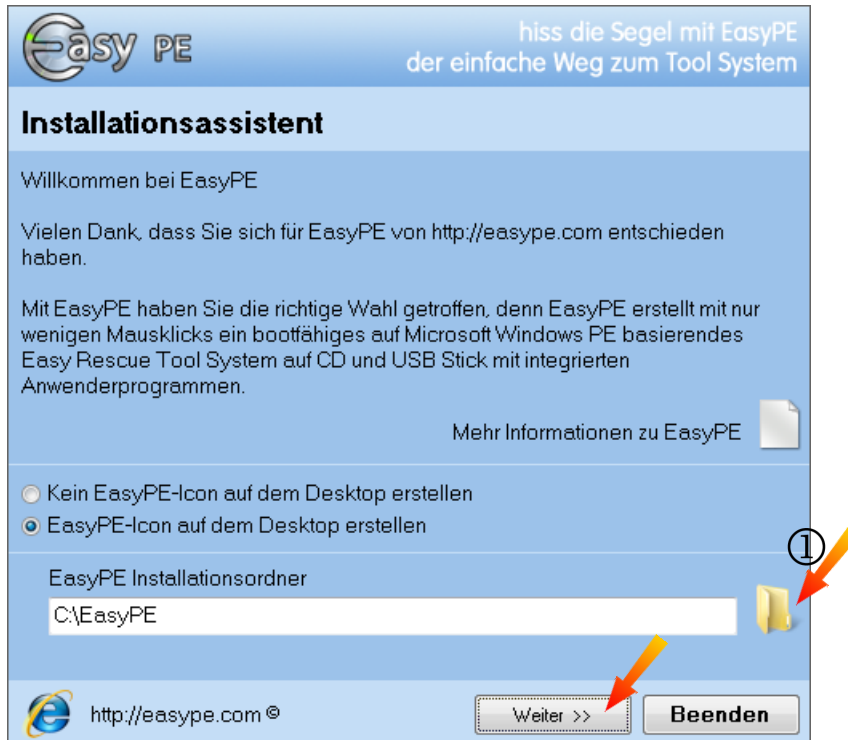 Easy PE
hiss die Segel mit EasyPE
der einfache Weg zum Tool System
Installationsassistent
Willkommen bei EasyPE
Vielen Dank, dass Sie sich für EasyPE von http://easype.com entschieden
haben.
Mit EasyPE haben Sie die richtige Wahl getroffen, denn EasyPE erstellt mit nur
wenigen Mausklicks ein bootfähiges auf Microsoft Windows PE basierendes
Easy Rescue Tool System auf CD und USB Stick mit integrierten
Anwenderprogrammen.
Mehr Informationen zu EasyPE
Kein EasyPE-Icon auf dem Desktop erstellen
EasyPE-Icon auf dem Desktop erstellen
①
EasyPE Installationsordner
C:\EasyPE
http://easype.com ©
Weiter >>
Beenden